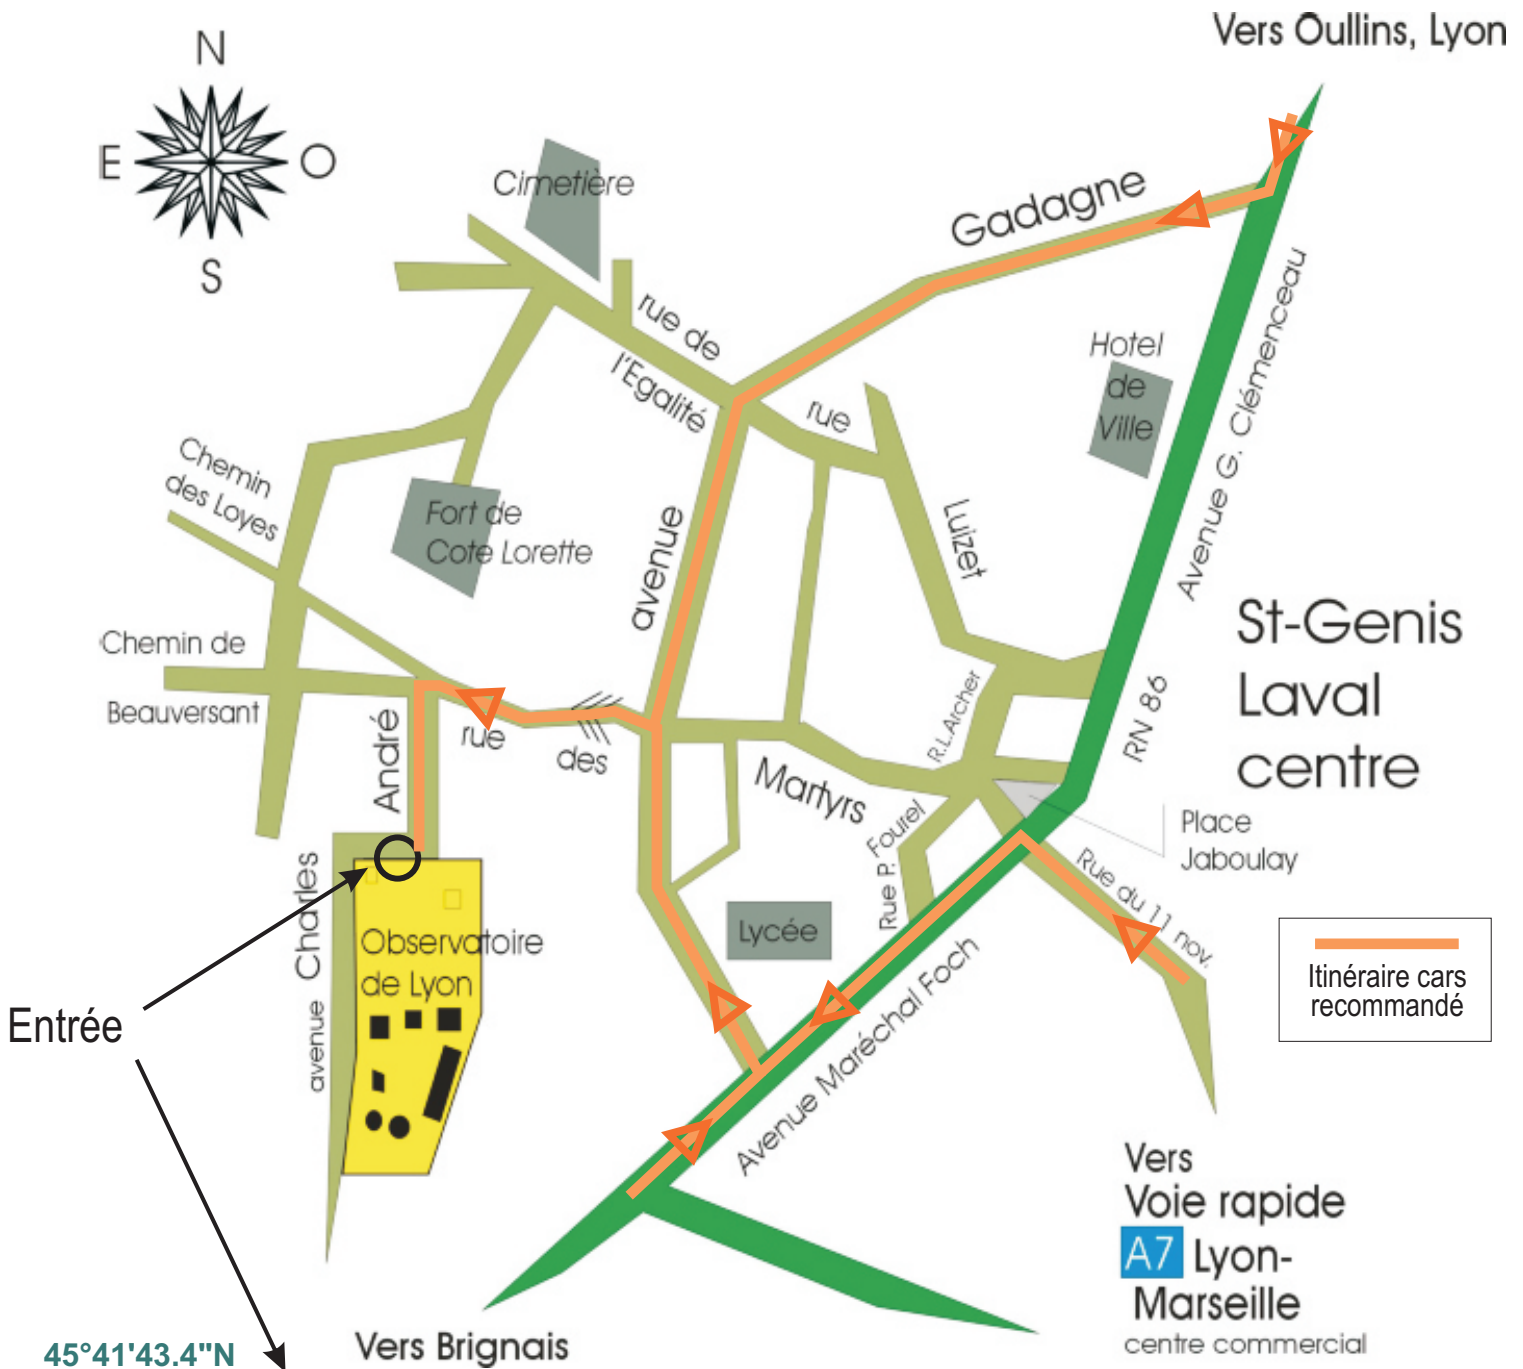 Vers Oullins, Lyon
N
E
O
S
Cimetière
Gadagne
rue de
l'Egalité
rue
Hotel
de
Ville
Avenue G. Clémenceau
Chemin
des Loyes
Fort de
Cote Lorette
avenue
Luizet
St-Genis
Laval
centre
Chemin de
Beauversant
R.L.Archer
RN 86
André
rue
des
Martyrs
Fourel
Rue P.
Place
Jaboulay
Rue du 11 nov.
Charles
avenue
Observatoire
de Lyon
Lycée
Avenue Maréchal Foch
Itinéraire cars
recommandé
Entrée
Vers
Voie rapide
A7 Lyon-
Marseille
centre commercial
Vers Brignais
45°41'43.4"N